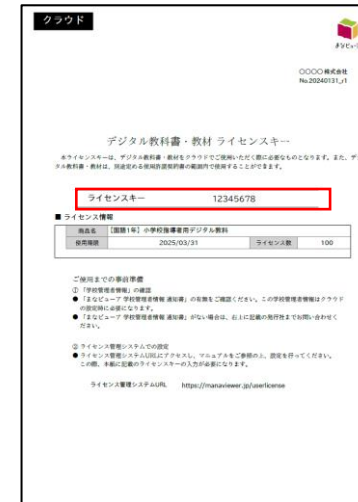 クラウド
〇〇〇〇 株式会社
No.20240131_r1
デジタル教科書・教材 ライセンスキー
本ライセンスキーは、デジタル教科書・教材をクラウドでご使用いただく際に必要なものとなります。また、デ
タル教科書・教材は、別途定める使用許諾契約書の範囲内で使用することができます。
ライセンスキー 12345678
■ ライセンス情報
商品名 【国語1年】小学校指導者用デジタル教科
使用期限 2025/03/31 ライセンス数 100
ご使用までの事前準備
① 「学校管理者情報」の確認
● 「まなビューア 学校管理者情報 通知書」の有無をご確認ください。この学校管理者情報はクラウド
の設定時に必要になります。
● 「まなビューア 学校管理者情報 通知書」がない場合は、右上に記載の発行社までお問い合わせく
ださい。
② ライセンス管理システムでの設定
● ライセンス管理システムURLにアクセスし、マニュアルをご参照の上、設定を行ってください。
この際、本紙に記載のライセンスキーの入力が必要になります。
ライセンス管理システムURL https://manaviewer.jp/userlicense